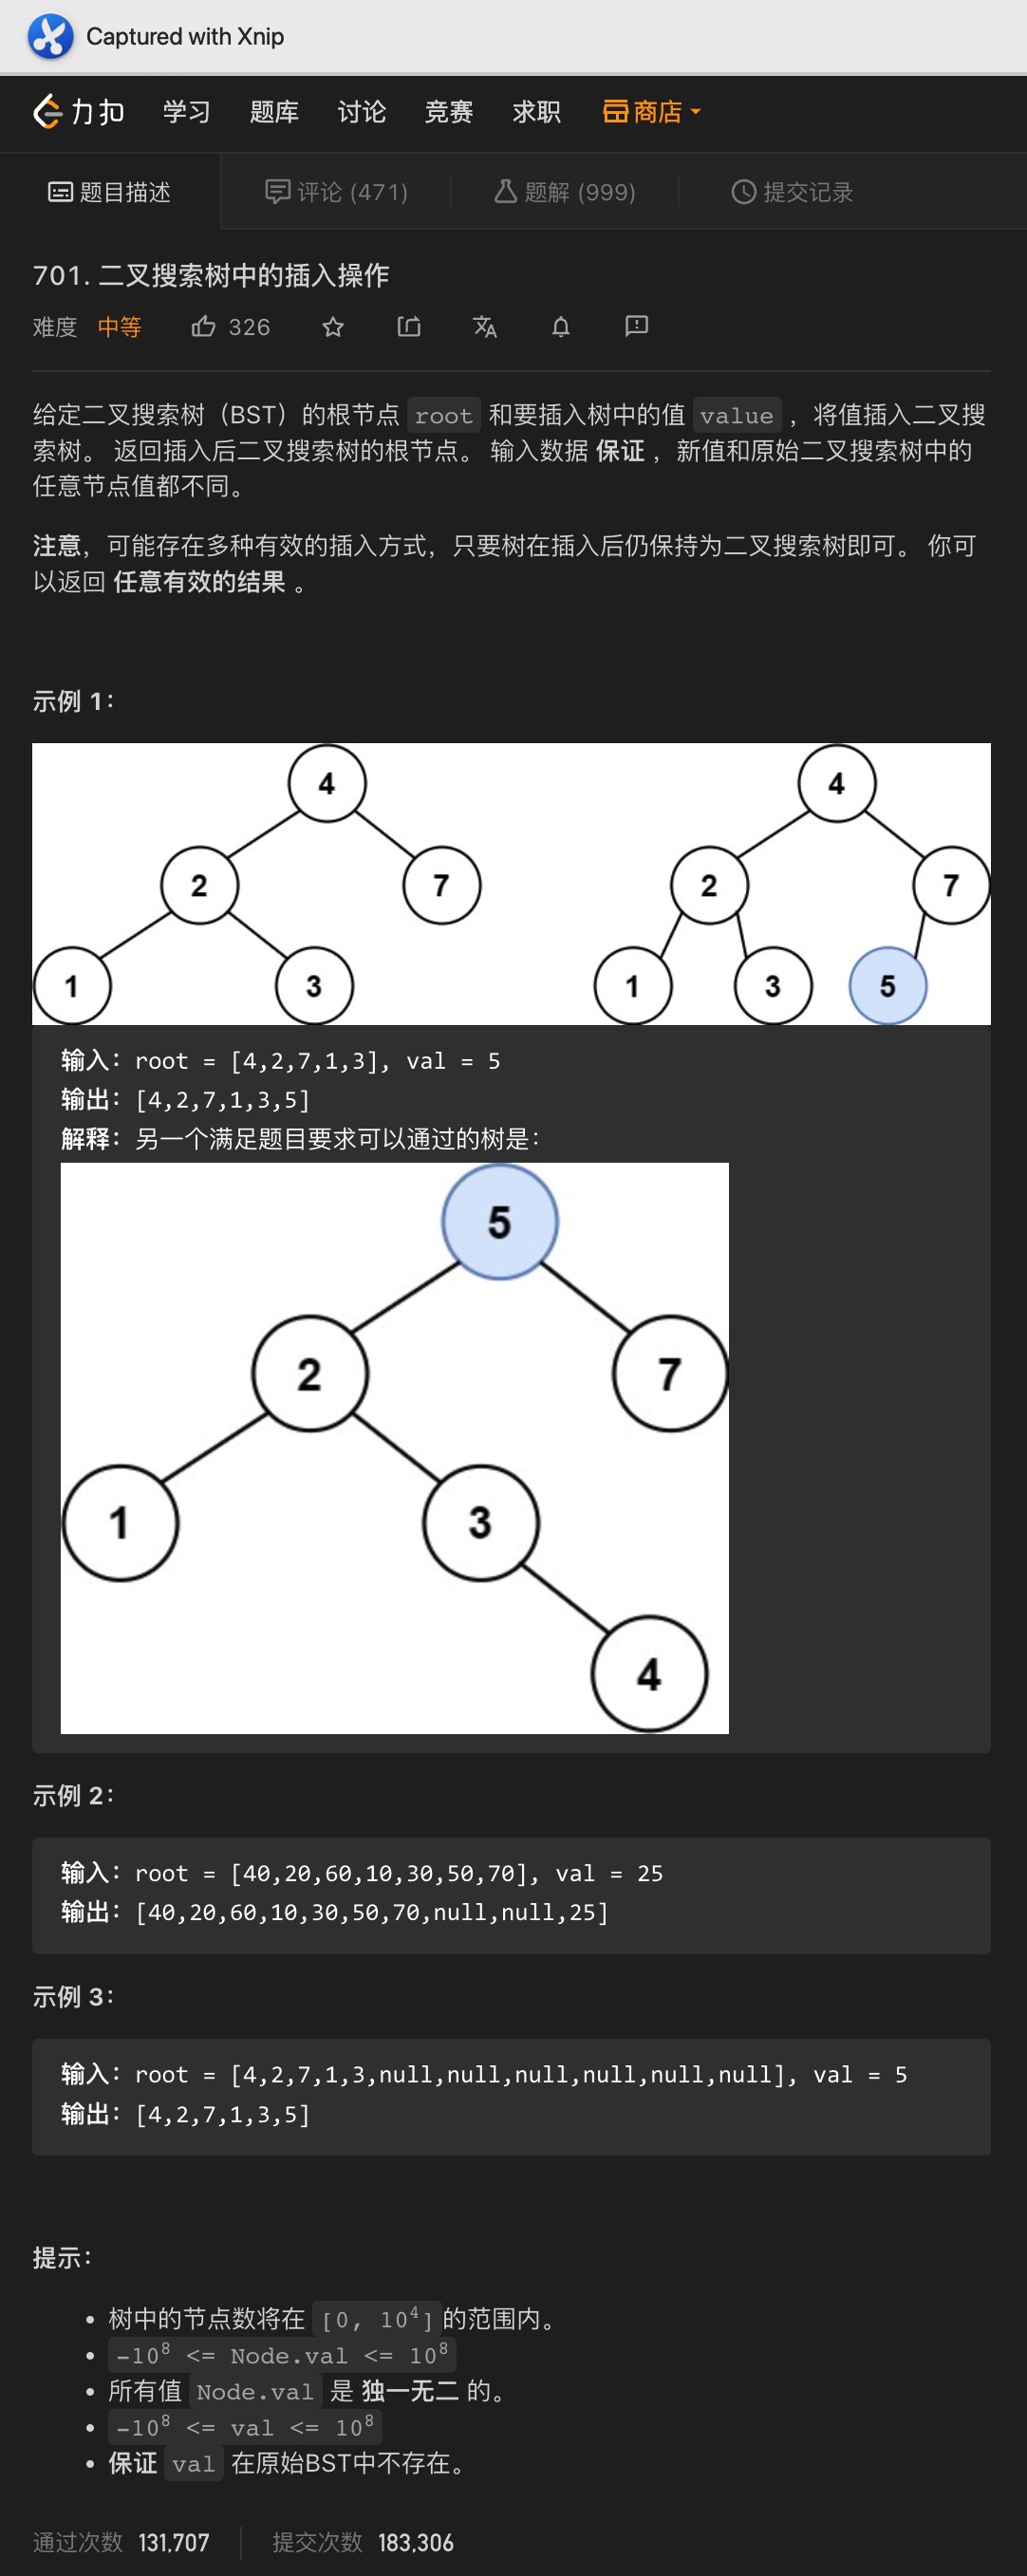 Captured with Xnip
力扣 学习 题库 讨论 竞赛 求职 商店
题目描述 评论 (471) 题解 (999) 提交记录
701. 二叉搜索树中的插入操作
难度 中等 326
给定二叉搜索树（BST）的根节点 root 和要插入树中的值 value ，将值插入二叉搜
索树。 返回插入后二叉搜索树的根节点。 输入数据 保证 ，新值和原始二叉搜索树中的
任意节点值都不同。
注意，可能存在多种有效的插入方式，只要树在插入后仍保持为二叉搜索树即可。 你可
以返回 任意有效的结果 。
示例 1：
4 4
2 7 2 7
1 3 1 3 5
输入：root = [4,2,7,1,3], val = 5
输出：[4,2,7,1,3,5]
解释：另一个满足题目要求可以通过的树是：
5
2 7
1 3
4
示例 2：
输入：root = [40,20,60,10,30,50,70], val = 25
输出：[40,20,60,10,30,50,70,null,null,25]
示例 3：
输入：root = [4,2,7,1,3,null,null,null,null,null,null], val = 5
输出：[4,2,7,1,3,5]
提示：
• 树中的节点数将在 [0, 10⁴] 的范围内。
• -10⁸ <= Node.val <= 10⁸
• 所有值 Node.val 是 独一无二 的。
• -10⁸ <= val <= 10⁸
• 保证 val 在原始BST中不存在。
通过次数 131,707 提交次数 183,306